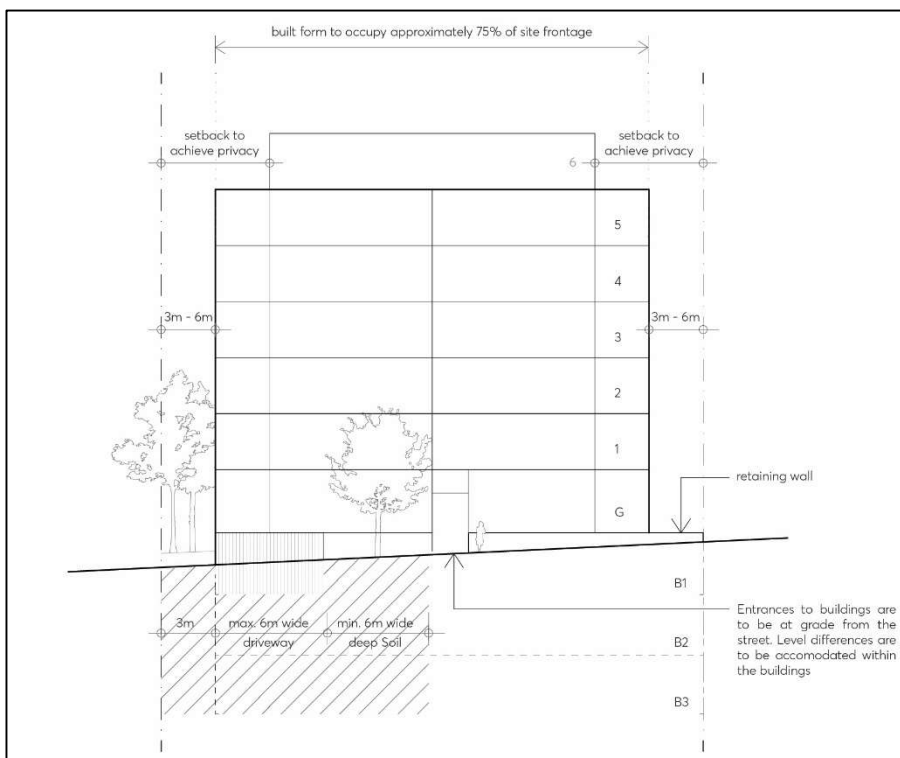 built form to occupy approximately 75% of site frontage
setback to
achieve privacy
setback to
achieve privacy
6
5
4
3m - 6m
3m - 6m
3
2
1
retaining wall
G
B1
Entrances to buildings are
to be at grade from the
street. Level differences are
to be accomodated within
the buildings
3m
max. 6m wide
driveway
min. 6m wide
deep Soil
B2
B3